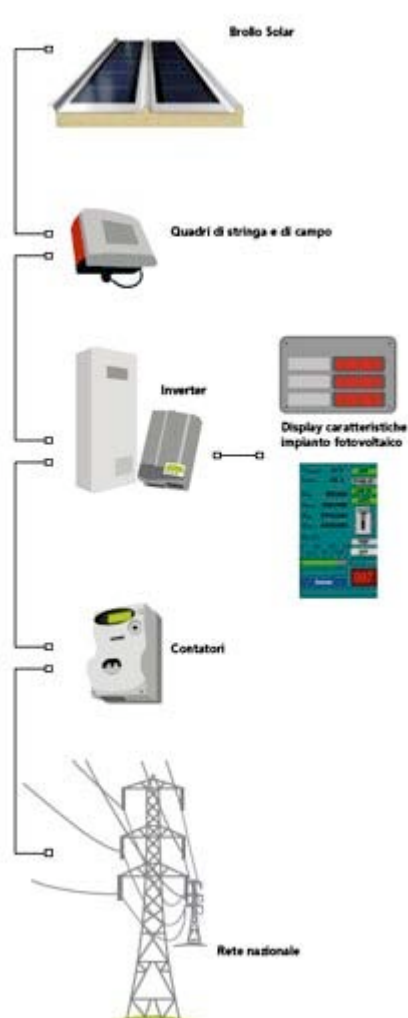 Brollo Solar
Quadri di stringa e di campo
Inverter
Display caratteristiche
impianto fotovoltaico
Contatori
Rete nazionale